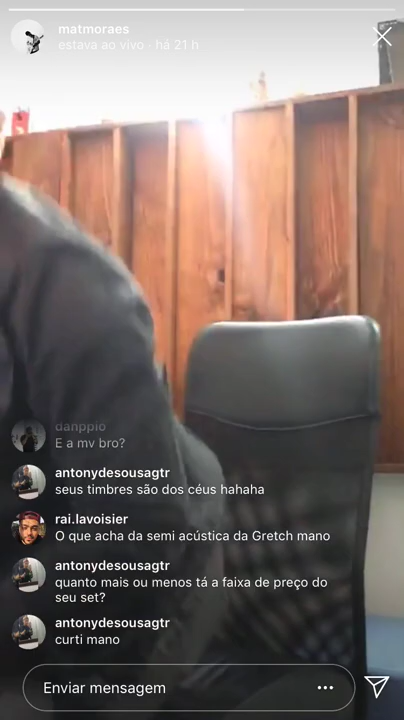 matmoraes
estava ao vivo · há 21 h
danppio
E a mv bro?
antonydesousagtr
seus timbres são dos céus hahaha
rai.lavoisier
O que acha da semi acústica da Gretch mano
antonydesousagtr
quanto mais ou menos tá a faixa de preço do
seu set?
antonydesousagtr
curti mano
Enviar mensagem